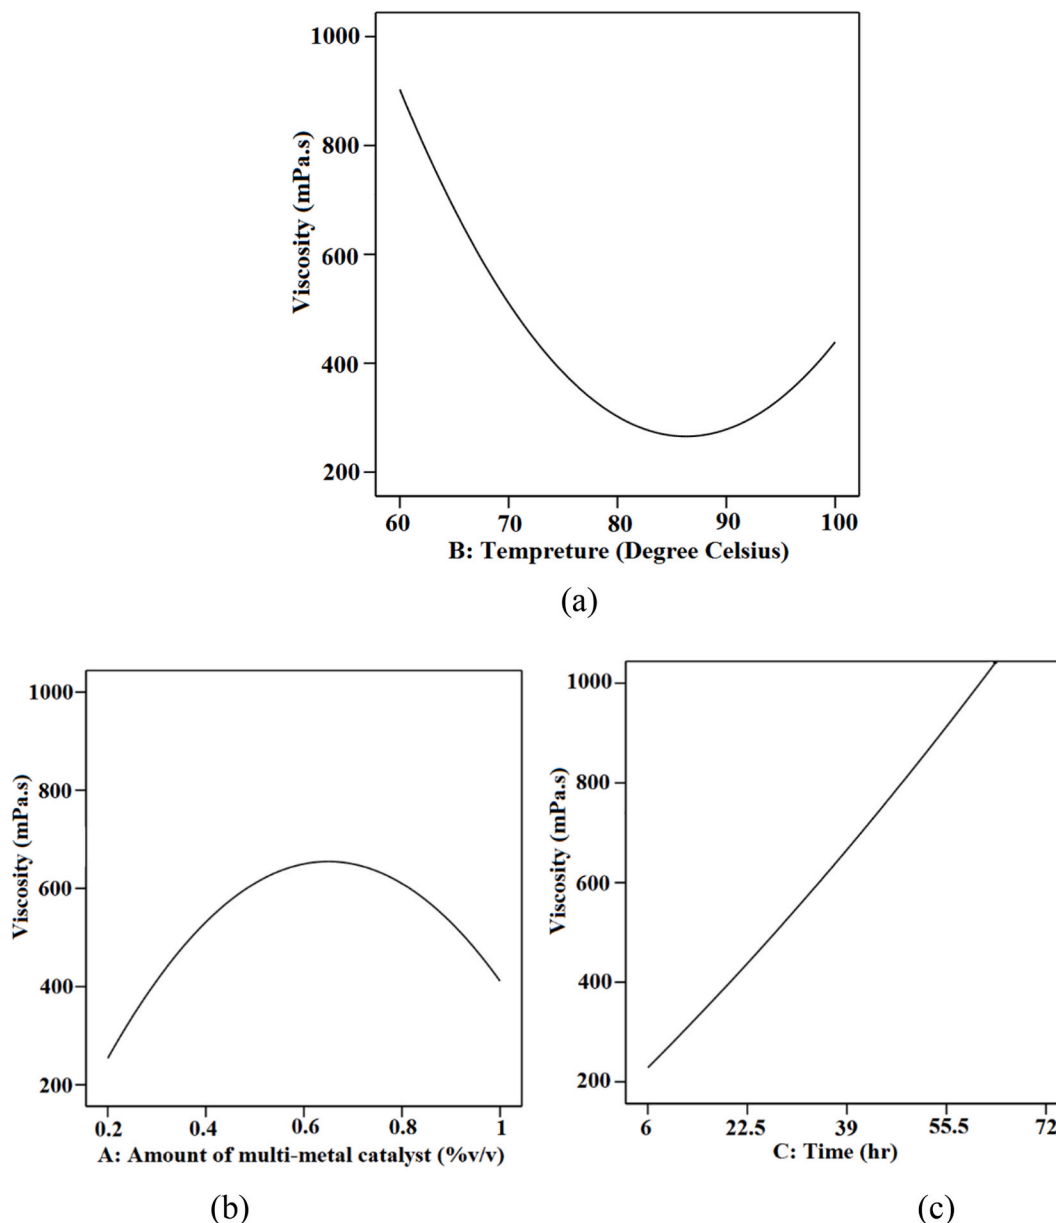 1000
800
600
400
200
Viscosity (mPa.s)
60 70 80 90 100
B: Tempreture (Degree Celsius)
(a)
1000
800
600
400
200
Viscosity (mPa.s)
0.2 0.4 0.6 0.8 1
A: Amount of multi-metal catalyst (%v/v)
(b)
1000
800
600
400
200
Viscosity (mPa.s)
6 22.5 39 55.5 72
C: Time (hr)
(c)